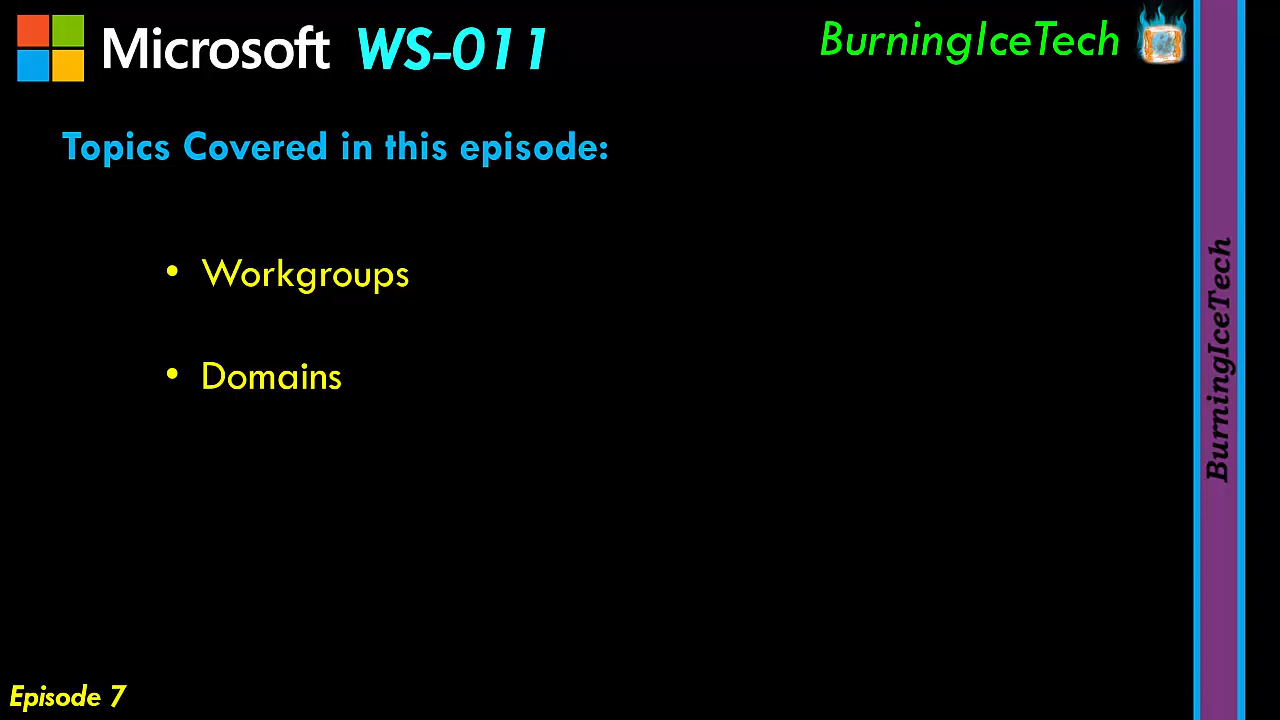 Microsoft WS-011
BurningIceTech
Topics Covered in this episode:
• Workgroups
• Domains
BurningIceTech
Episode 7